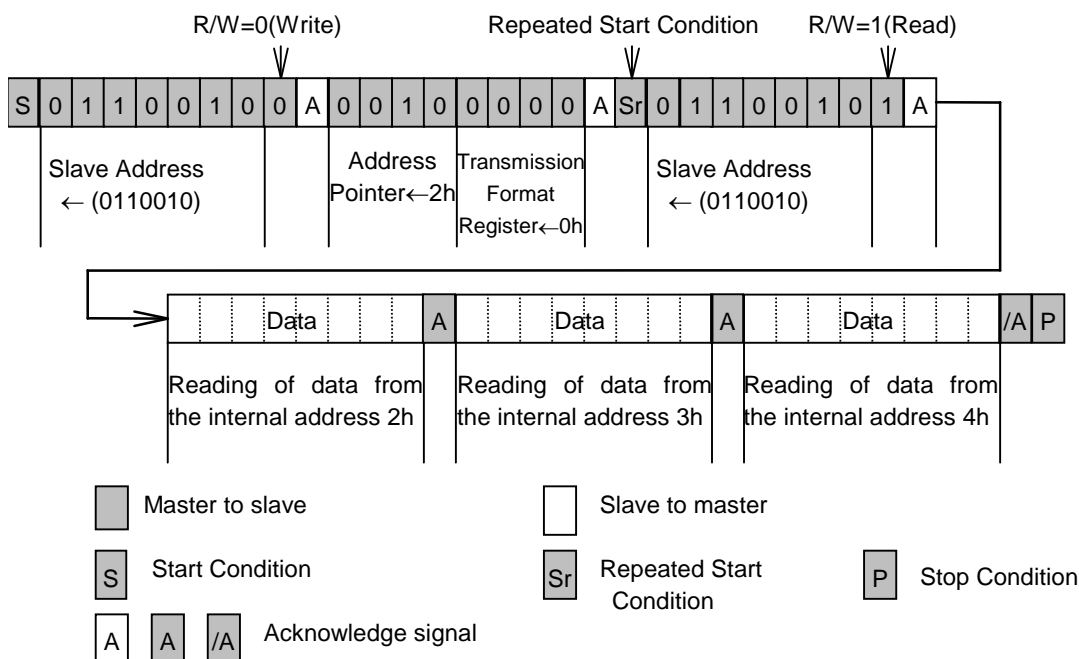 R/W=0(Write) Repeated Start Condition R/W=1(Read)
S 0 1 1 0 0 1 0 0 A 0 0 1 0 0 0 0 0 A Sr 0 1 1 0 0 1 0 1 A
Slave Address
← (0110010)
Address
Pointer←2h
Transmission
Format
Register←0h
Slave Address
← (0110010)
Data A Data A Data /A P
Reading of data from
the internal address 2h
Reading of data from
the internal address 3h
Reading of data from
the internal address 4h
Master to slave Slave to master
S Start Condition
Sr Repeated Start
Condition
P Stop Condition
A A /A Acknowledge signal